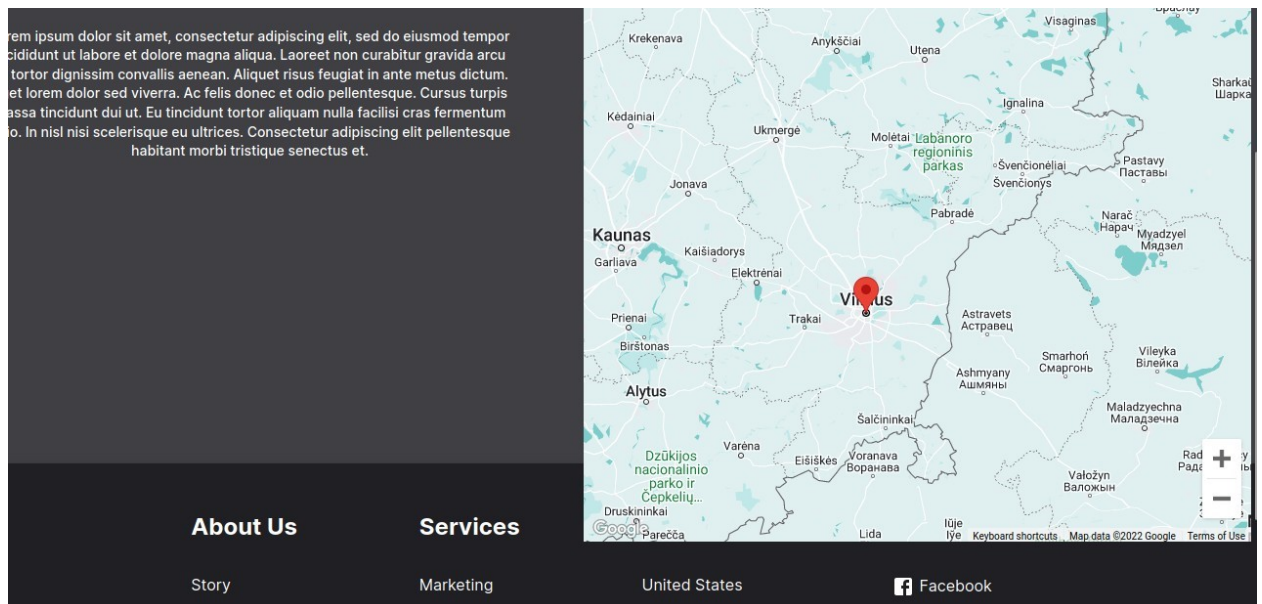 rem ipsum dolor sit amet, consectetur adipiscing elit, sed do eiusmod tempor
cididunt ut labore et dolore magna aliqua. Laoreet non curabitur gravida arcu
tortor dignissim convallis aenean. Aliquet risus feugiat in ante metus dictum.
et lorem dolor sed viverra. Ac felis donec et odio pellentesque. Cursus turpis
assa tincidunt dui ut. Eu tincidunt tortor aliquam nulla facilisi cras fermentum
io. In nisl nisi scelerisque eu ultrices. Consectetur adipiscing elit pellentesque
habitant morbi tristique senectus et.
Visaginas
Krekenava
Anykščiai
Utena
Sharkaŭ
Шарка
Ignalina
Kėdainiai
Ukmergė
Molėtai
Labanoro
regioninis
parkas
Švenčionėliai
Švenčionys
Pastavy
Паставы
Jonava
Pabradė
Narač
Нарач
Myadzyel
Мядзел
Kaunas
Garliava
Kaišiadorys
Elektrėnai
Vilnius
Prienai
Trakai
Astravets
Астравец
Birštonas
Smarhoń
Смаргонь
Vileyka
Вілейка
Ashmyany
Ашмяны
Alytus
Maladzyechna
Маладзечна
Šalčininkai
Varėna
Eišiškės
Voranava
Воранава
Dzūkijos
nacionalinio
parko ir
Čepkelių...
Valožyn
Валожын
Druskininkai
Google
Parečča
Lida
Iŭje
Іўе
Keyboard shortcuts
Map data ©2022 Google
Terms of Use
About Us
Services
Story
Marketing
United States
Facebook